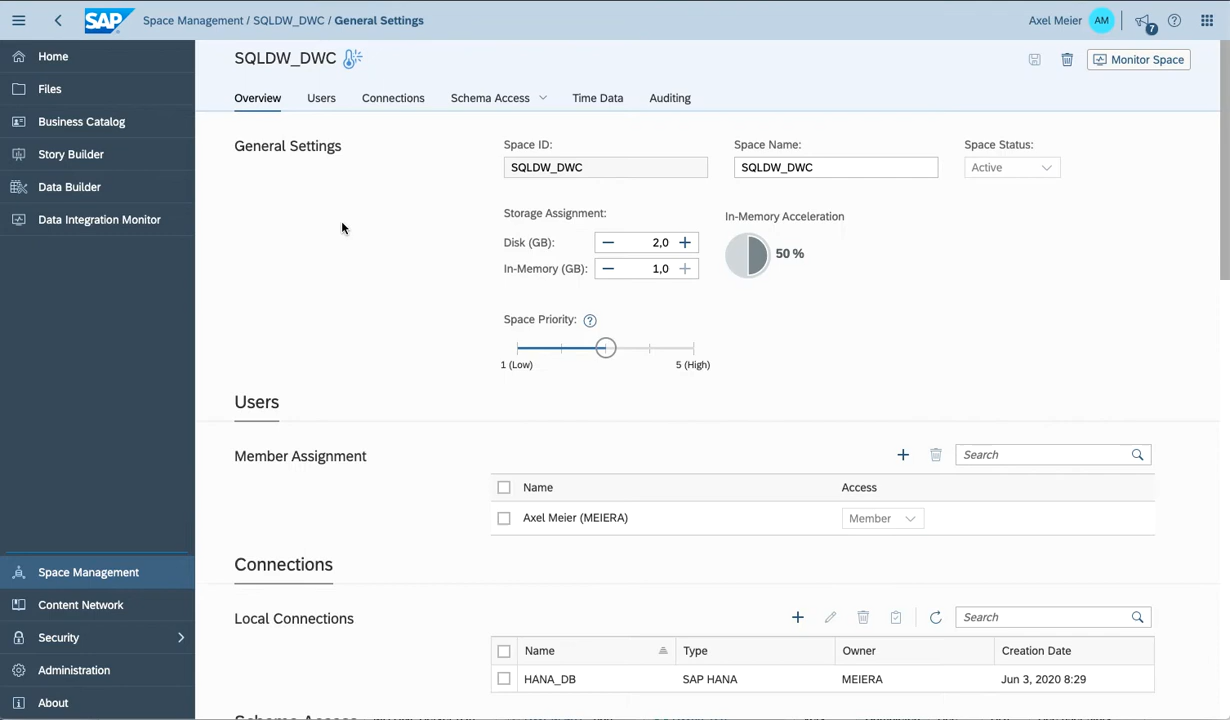 SAP Space Management / SQLDW_DWC / General Settings Axel Meier AM 7
Home
Files
Business Catalog
Story Builder
Data Builder
Data Integration Monitor
Space Management
Content Network
Security
Administration
About
SQLDW_DWC
Monitor Space
Overview Users Connections Schema Access Time Data Auditing
General Settings
Space ID: Space Name: Space Status:
SQLDW_DWC SQLDW_DWC Active
Storage Assignment: In-Memory Acceleration
Disk (GB): 2,0
50 %
In-Memory (GB): 1,0
Space Priority:
1 (Low) 5 (High)
Users
Member Assignment Search
Name Access
Axel Meier (MEIERA) Member
Connections
Local Connections Search
Name Type Owner Creation Date
HANA_DB SAP HANA MEIERA Jun 3, 2020 8:29